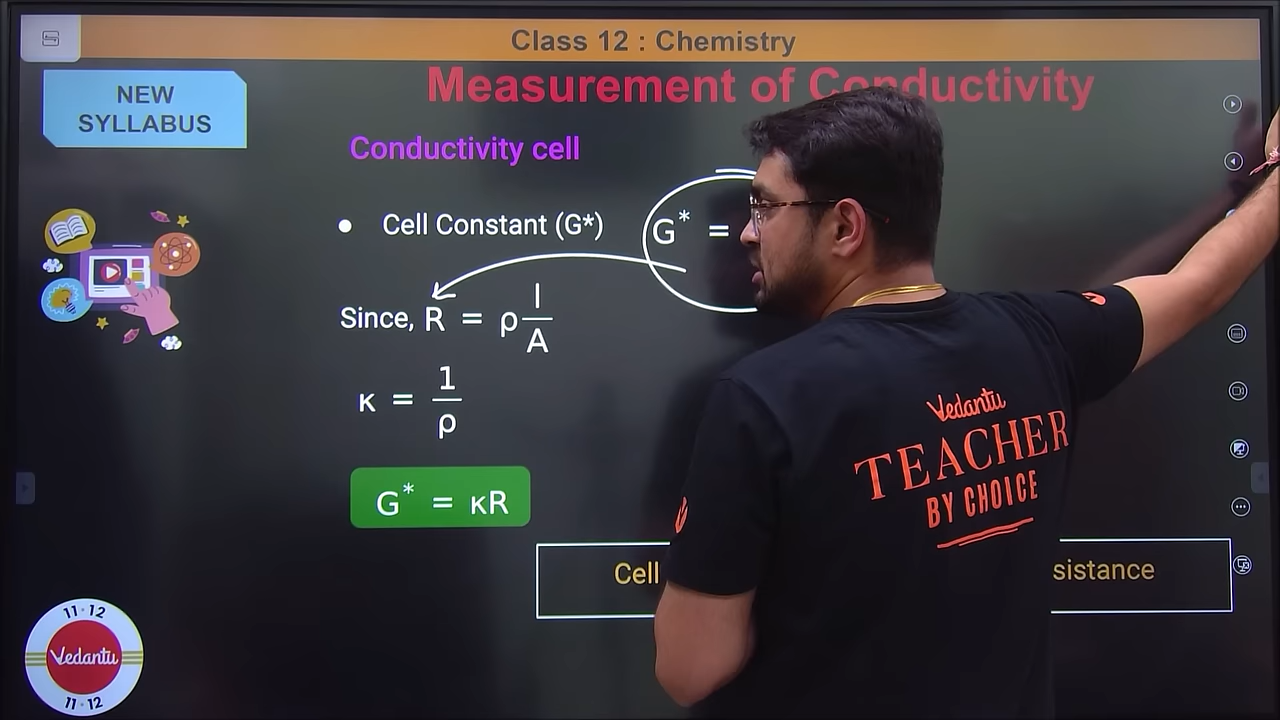 Class 12 : Chemistry
Measurement of Conductivity
NEW
SYLLABUS
Conductivity cell
• Cell Constant (G*) G* =
Since, R = ρ l/A
κ = 1/ρ
G* = κR
Cell sistance
Vedantu
TEACHER
BY CHOICE
11·12
Vedantu
11·12